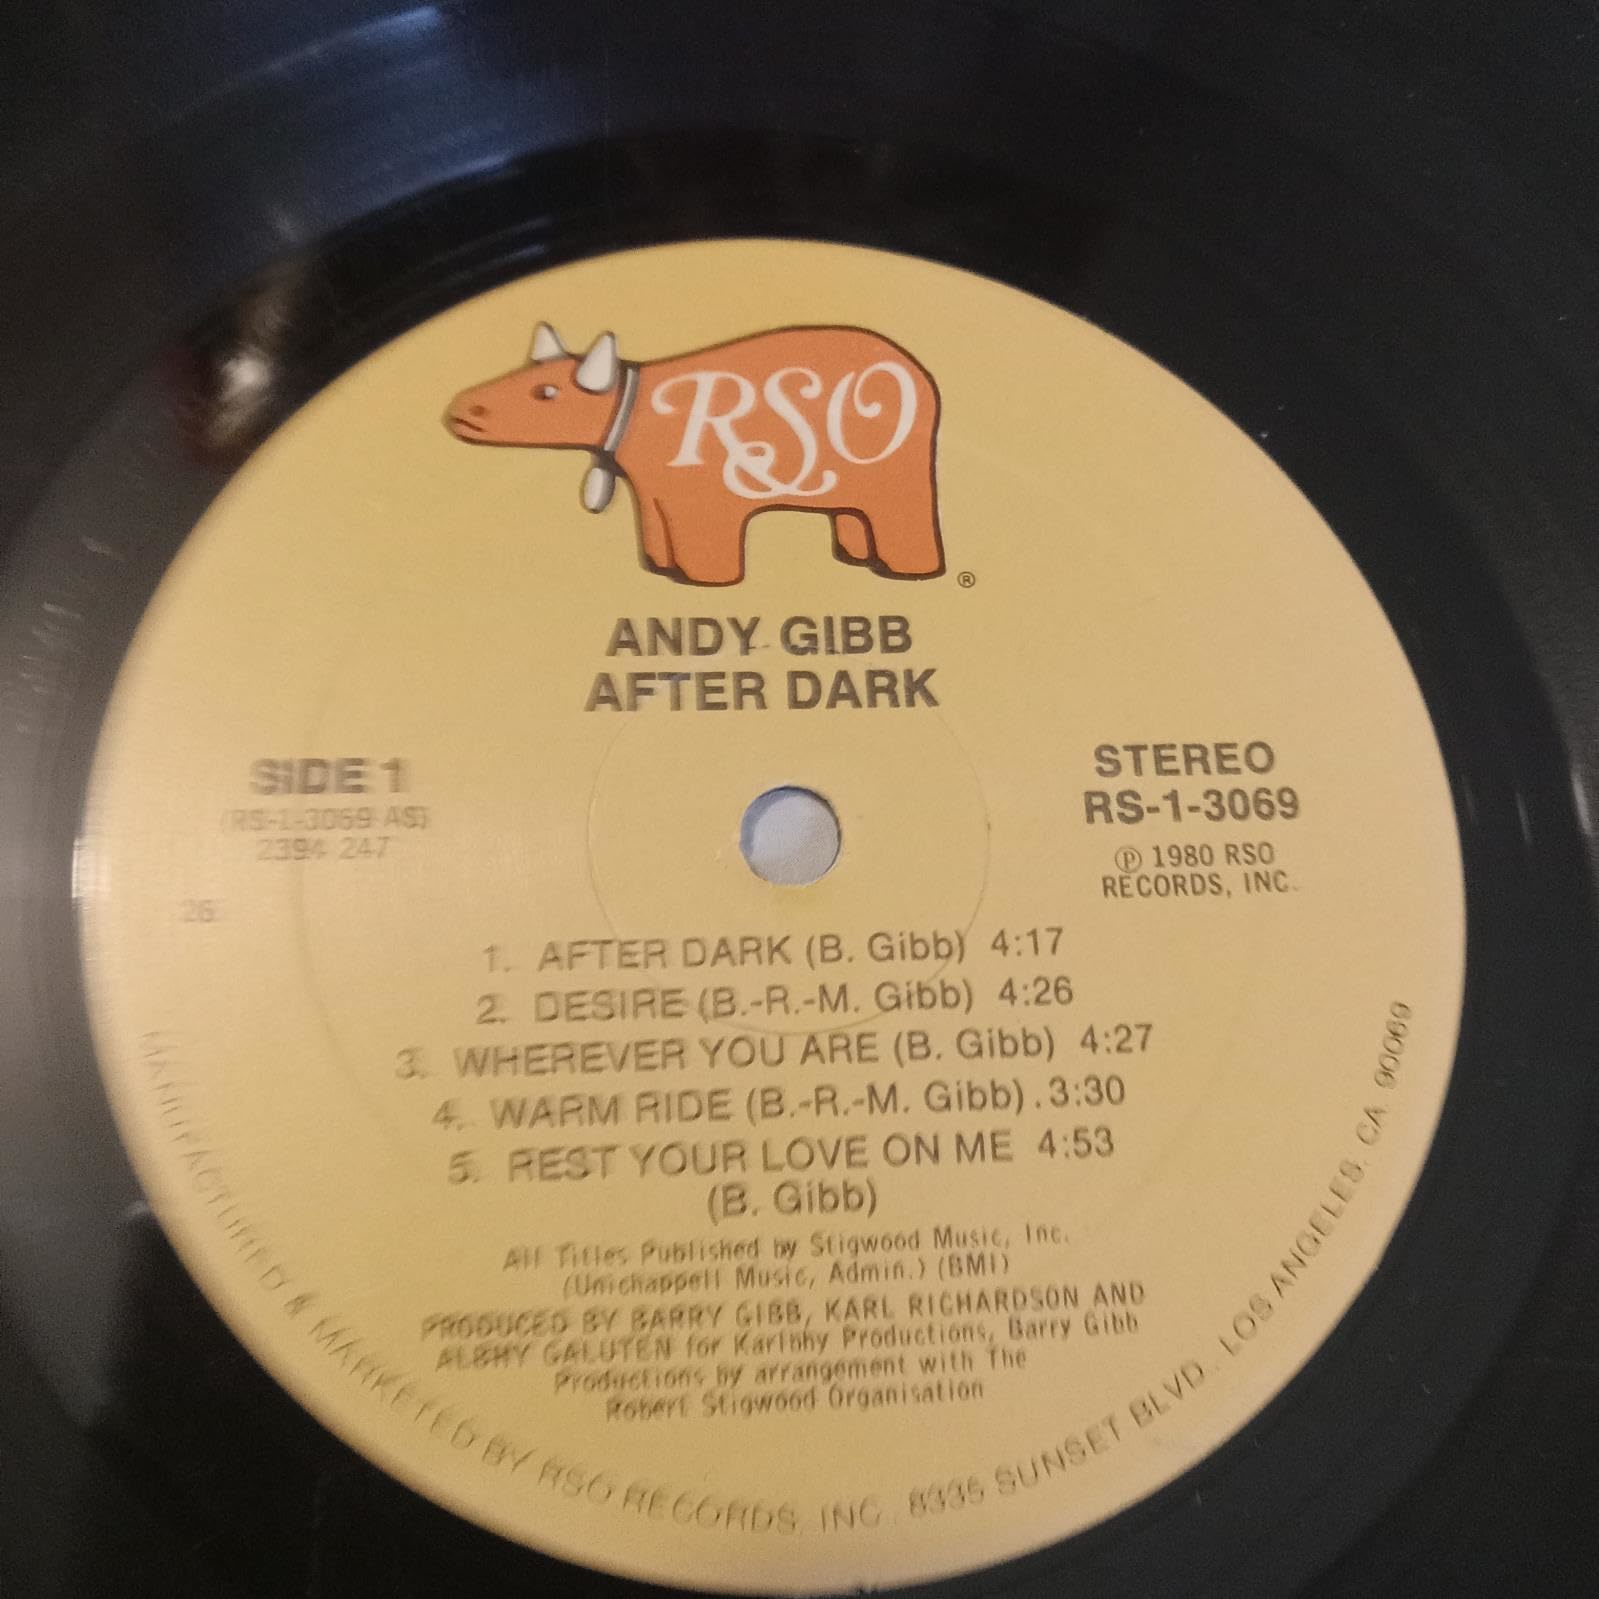 RSO
®
ANDY GIBB
AFTER DARK
SIDE 1
(RS-1-3069 AS)
2394 247
26
STEREO
RS-1-3069
℗ 1980 RSO
RECORDS, INC.
1. AFTER DARK (B. Gibb) 4:17
2. DESIRE (B.-R.-M. Gibb) 4:26
3. WHEREVER YOU ARE (B. Gibb) 4:27
4. WARM RIDE (B.-R.-M. Gibb) . 3:30
5. REST YOUR LOVE ON ME 4:53
(B. Gibb)
All Titles Published by Stigwood Music, Inc.
(Unichappell Music, Admin.) (BMI)
PRODUCED BY BARRY GIBB, KARL RICHARDSON AND
ALBHY GALUTEN for Karlbhy Productions, Barry Gibb
Productions by arrangement with The
Robert Stigwood Organisation
MANUFACTURED & MARKETED BY RSO RECORDS, INC. 8335 SUNSET BLVD., LOS ANGELES, CA. 90069